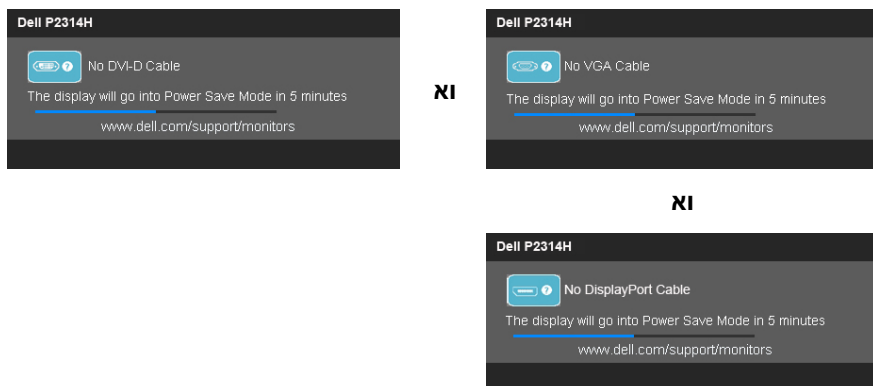 Dell P2314H
No DVI-D Cable
The display will go into Power Save Mode in 5 minutes
www.dell.com/support/monitors
וא
Dell P2314H
No VGA Cable
The display will go into Power Save Mode in 5 minutes
www.dell.com/support/monitors
וא
Dell P2314H
No DisplayPort Cable
The display will go into Power Save Mode in 5 minutes
www.dell.com/support/monitors